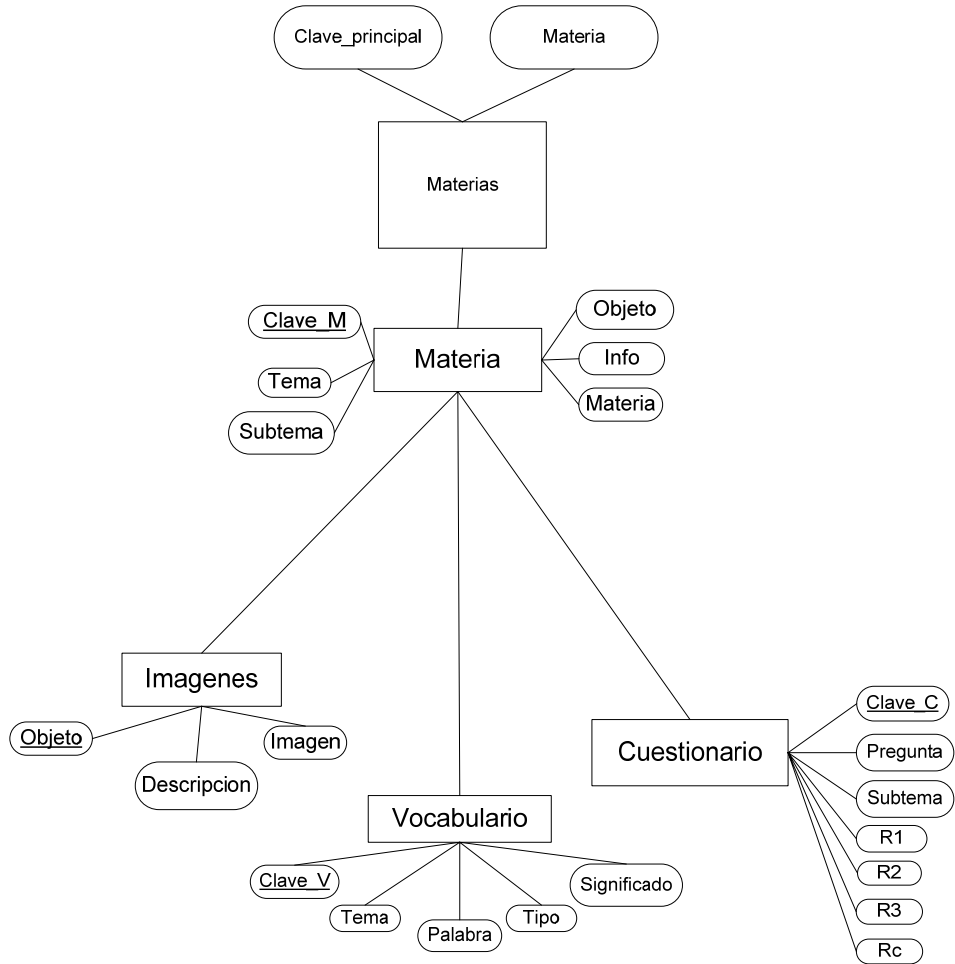 Clave_principal
Materia
Materias
Clave_M
Tema
Subtema
Materia
Objeto
Info
Materia
Imagenes
Objeto
Descripcion
Imagen
Vocabulario
Clave_V
Tema
Palabra
Tipo
Significado
Cuestionario
Clave_C
Pregunta
Subtema
R1
R2
R3
Rc